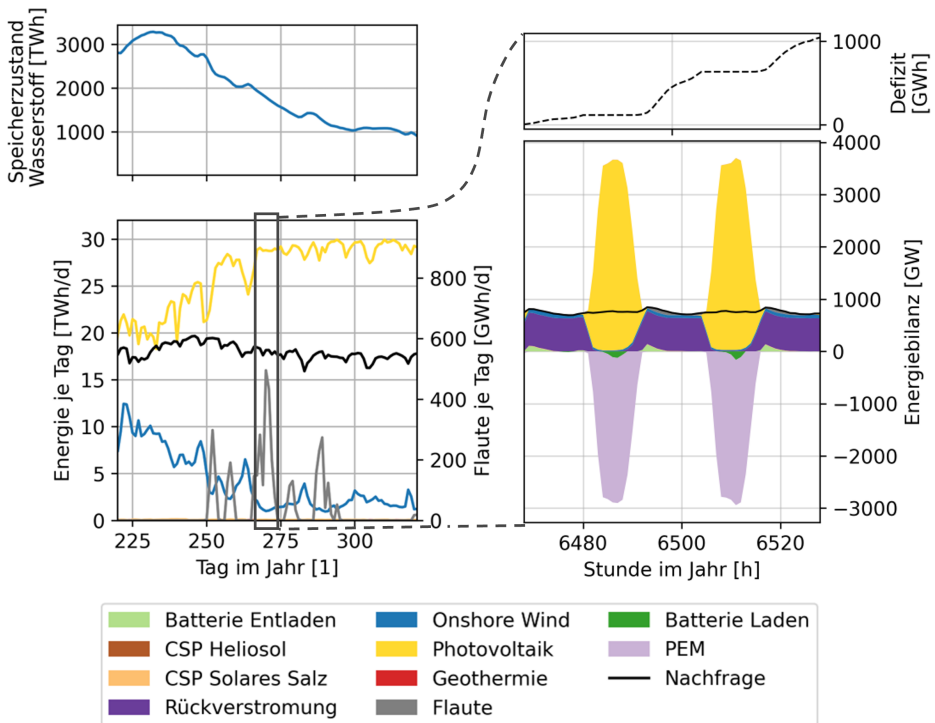 Speicherzustand
Wasserstoff [TWh]
3000
2000
1000
Defizit
[GWh]
1000
0
Energie je Tag [TWh/d]
30
25
20
15
10
5
0
225
250
275
300
Tag im Jahr [1]
Flaute je Tag [GWh/d]
800
600
400
200
0
Energiebilanz [GW]
4000
3000
2000
1000
0
−1000
−2000
−3000
6480
6500
6520
Stunde im Jahr [h]
Batterie Entladen
CSP Heliosol
CSP Solares Salz
Rückverstromung
Onshore Wind
Photovoltaik
Geothermie
Flaute
Batterie Laden
PEM
Nachfrage